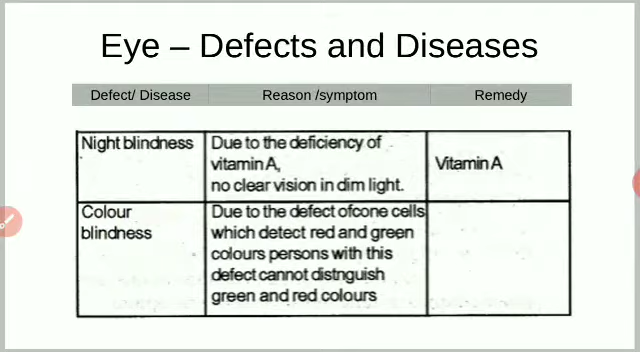 Eye – Defects and Diseases
Defect/ Disease Reason /symptom Remedy
Night blindness
Due to the deficiency of
vitamin A,
no clear vision in dim light.
Vitamin A
Colour
blindness
Due to the defect ofcone cells
which detect red and green
colours persons with this
defect cannot distnguish
green and red colours